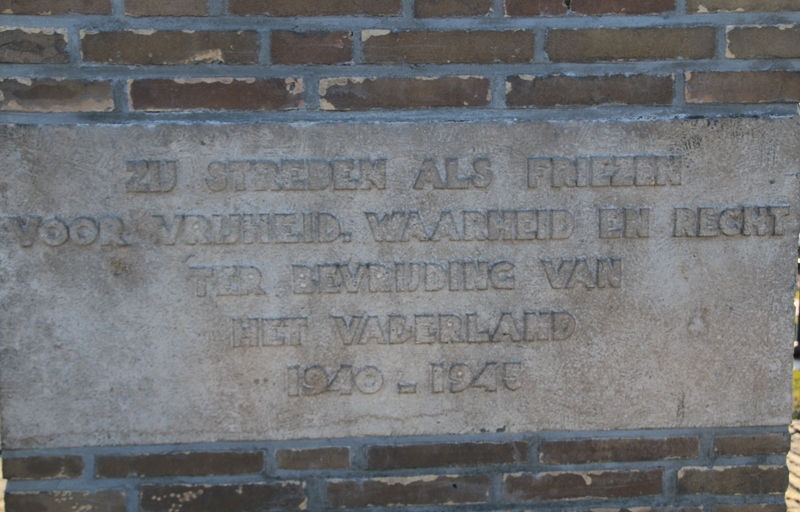 ZIJ STREDEN ALS FRIEZEN
VOOR VRIJHEID, WAARHEID EN RECHT
TER BEVRIJDING VAN
HET VADERLAND
1940 - 1945